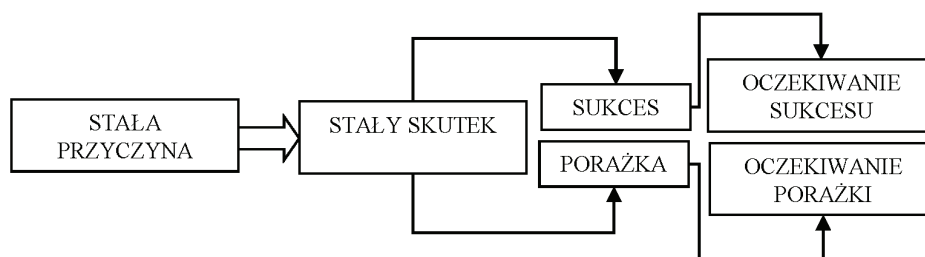 STAŁA
PRZYCZYNA
STAŁY SKUTEK
SUKCES
OCZEKIWANIE
SUKCESU
PORAŻKA
OCZEKIWANIE
PORAŻKI